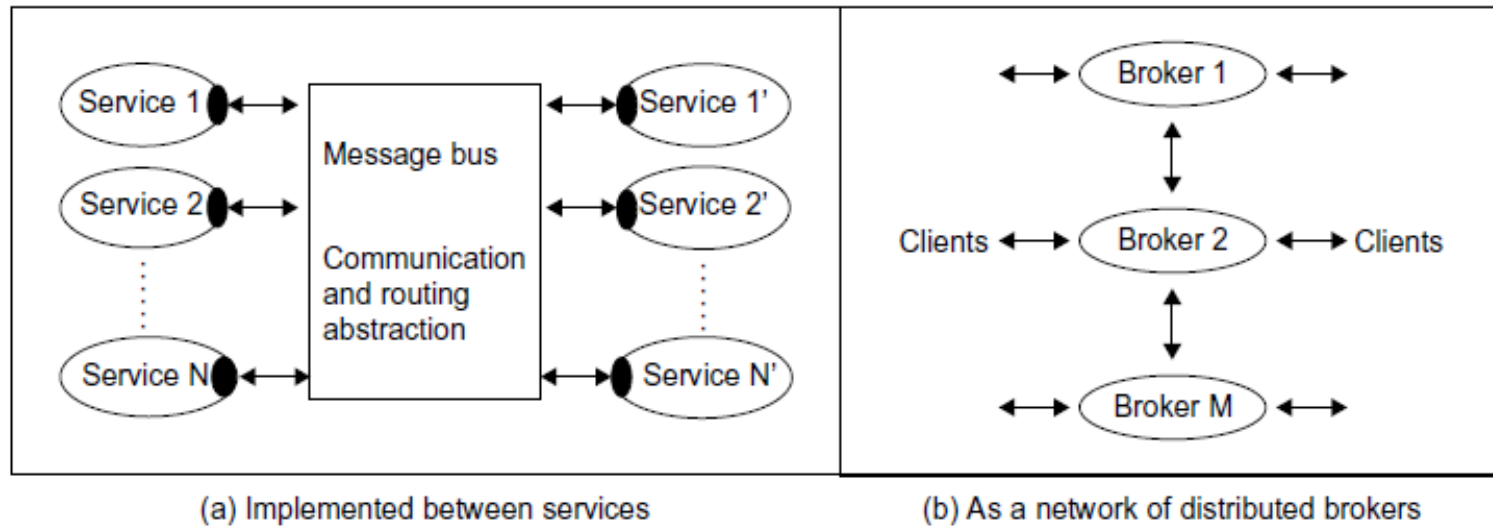 Service 1
Service 1’
Message bus
Service 2
Service 2’
Communication
and routing
abstraction
Service N
Service N’
(a) Implemented between services
Broker 1
Clients
Broker 2
Clients
Broker M
(b) As a network of distributed brokers